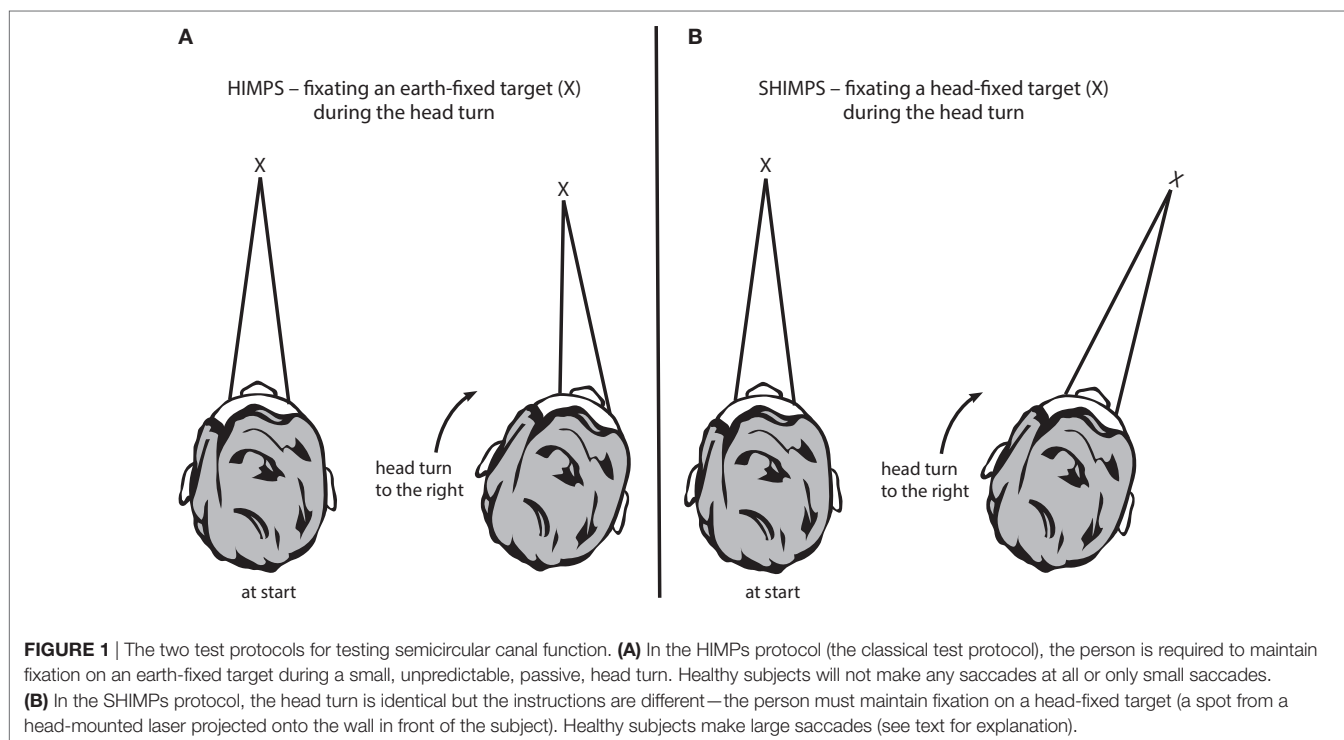 A
HIMPS – fixating an earth-fixed target (X)
during the head turn
X
X
head turn
to the right
at start
B
SHIMPS – fixating a head-fixed target (X)
during the head turn
X
X
head turn
to the right
at start
FIGURE 1 | The two test protocols for testing semicircular canal function. (A) In the HIMPs protocol (the classical test protocol), the person is required to maintain
fixation on an earth-fixed target during a small, unpredictable, passive, head turn. Healthy subjects will not make any saccades at all or only small saccades.
(B) In the SHIMPs protocol, the head turn is identical but the instructions are different—the person must maintain fixation on a head-fixed target (a spot from a
head-mounted laser projected onto the wall in front of the subject). Healthy subjects make large saccades (see text for explanation).